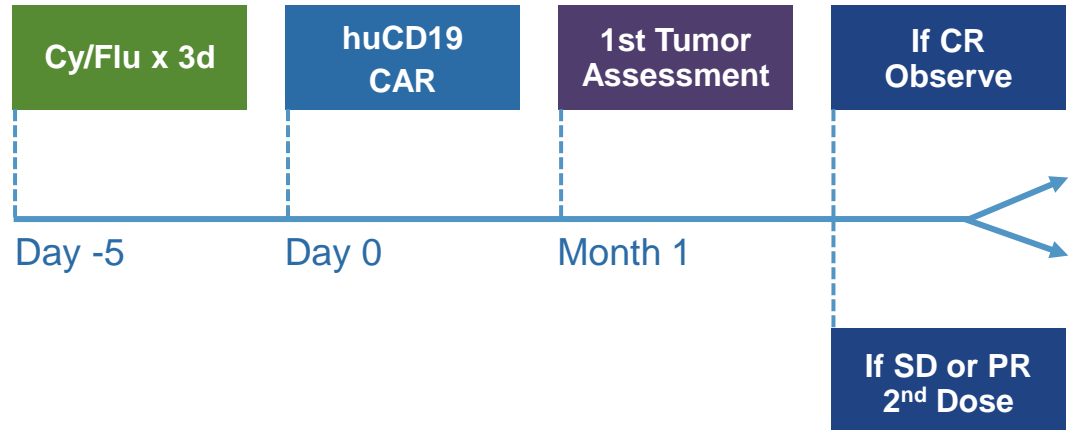 Cy/Flu x 3d
huCD19
CAR
1st Tumor
Assessment
If CR
Observe
Day -5
Day 0
Month 1
If SD or PR
2nd Dose